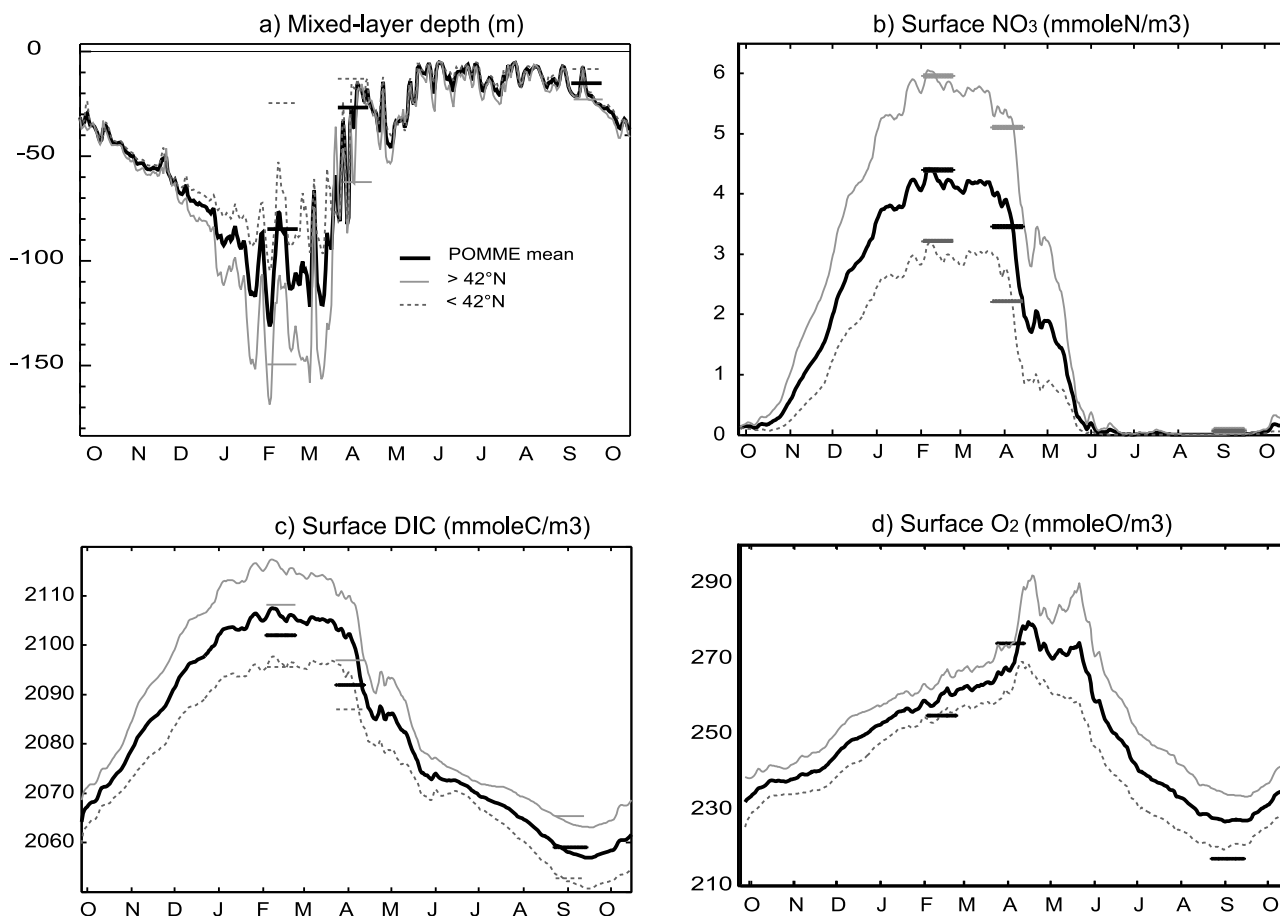 a) Mixed-layer depth (m)
0
-50
-100
-150
POMME mean
> 42°N
< 42°N
O N D J F M A M J J A S O
b) Surface NO3 (mmoleN/m3)
6
5
4
3
2
1
0
O N D J F M A M J J A S O
c) Surface DIC (mmoleC/m3)
2110
2100
2090
2080
2070
2060
O N D J F M A M J J A S O
d) Surface O2 (mmoleO/m3)
290
270
250
230
210
O N D J F M A M J J A S O